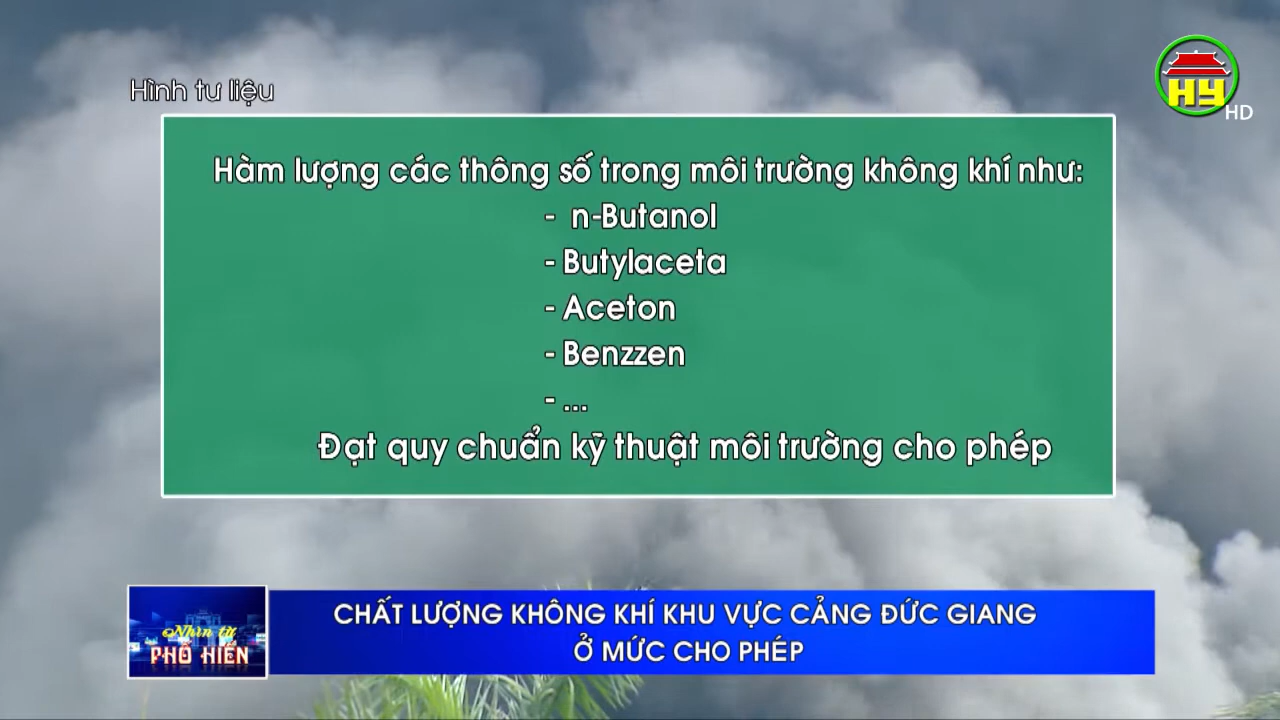 Hình tư liệu
HY
HD
Hàm lượng các thông số trong môi trường không khí như:
- n-Butanol
- Butylaceta
- Aceton
- Benzzen
- ...
Đạt quy chuẩn kỹ thuật môi trường cho phép
Nhìn từ
PHỐ HIẾN
CHẤT LƯỢNG KHÔNG KHÍ KHU VỰC CẢNG ĐỨC GIANG
Ở MỨC CHO PHÉP